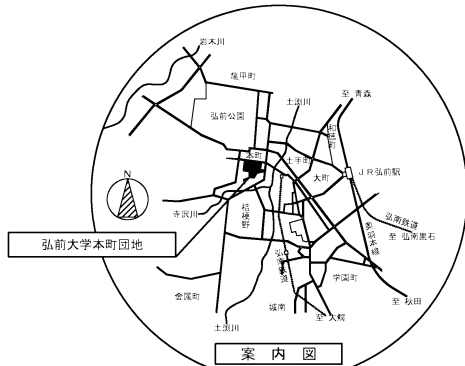 岩木川
亀甲町
至 青森
土渕川
弘前公園
和徳町
本町
土手町
大町
JR弘前駅
N
寺沢川
桔梗野
弘南鉄道
弘前大学本町団地
至 弘南黒石
奥羽本線
弘南鉄道
金属町
学園町
城南
至 秋田
至 大鰐
土渕川
案内図